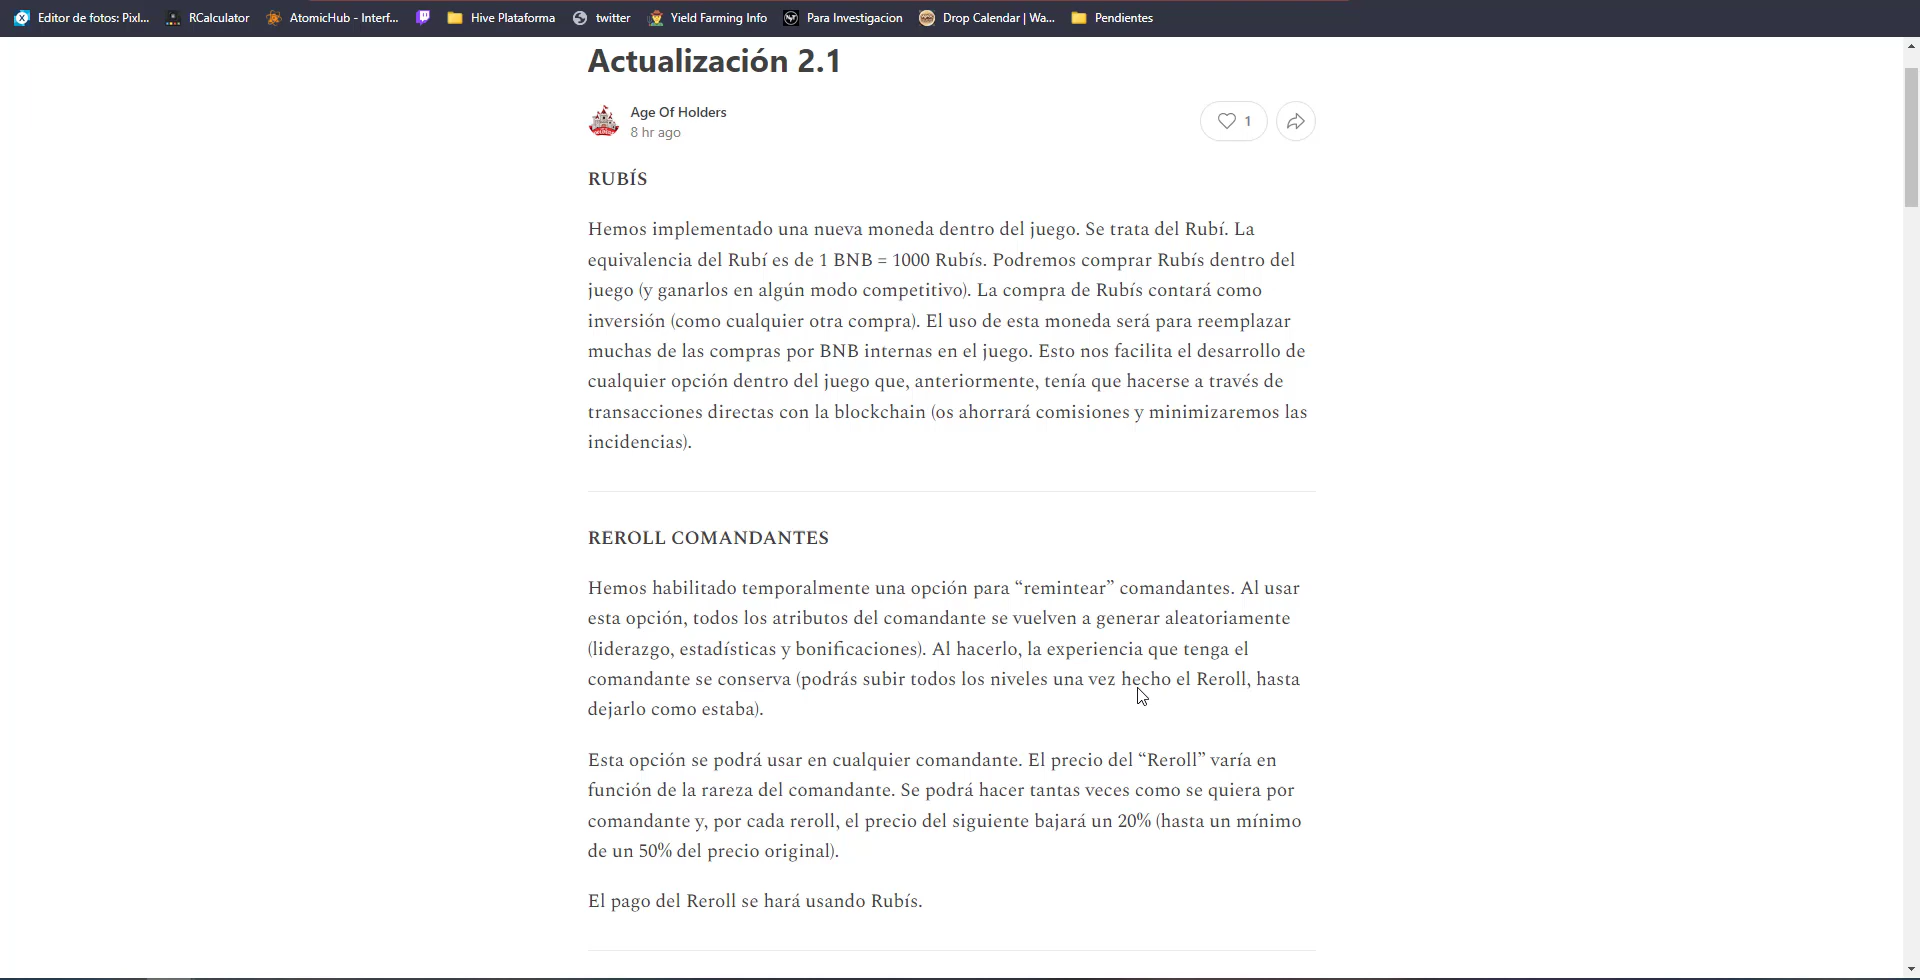 Editor de fotos: Pixl...
RCalculator
AtomicHub - Interf...
Hive Plataforma
twitter
Yield Farming Info
Para Investigacion
Drop Calendar | Wa...
Pendientes
Actualización 2.1
Age Of Holders
8 hr ago
1
RUBÍS
Hemos implementado una nueva moneda dentro del juego. Se trata del Rubí. La
equivalencia del Rubí es de 1 BNB = 1000 Rubís. Podremos comprar Rubís dentro del
juego (y ganarlos en algún modo competitivo). La compra de Rubís contará como
inversión (como cualquier otra compra). El uso de esta moneda será para reemplazar
muchas de las compras por BNB internas en el juego. Esto nos facilita el desarrollo de
cualquier opción dentro del juego que, anteriormente, tenía que hacerse a través de
transacciones directas con la blockchain (os ahorrará comisiones y minimizaremos las
incidencias).
REROLL COMANDANTES
Hemos habilitado temporalmente una opción para “remintear” comandantes. Al usar
esta opción, todos los atributos del comandante se vuelven a generar aleatoriamente
(liderazgo, estadísticas y bonificaciones). Al hacerlo, la experiencia que tenga el
comandante se conserva (podrás subir todos los niveles una vez hecho el Reroll, hasta
dejarlo como estaba).
Esta opción se podrá usar en cualquier comandante. El precio del “Reroll” varía en
función de la rareza del comandante. Se podrá hacer tantas veces como se quiera por
comandante y, por cada reroll, el precio del siguiente bajará un 20% (hasta un mínimo
de un 50% del precio original).
El pago del Reroll se hará usando Rubís.